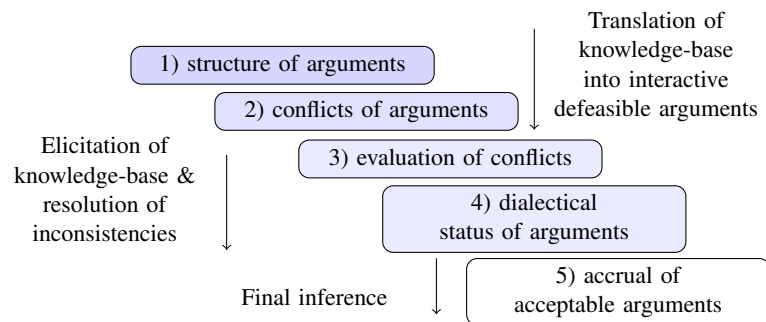 Translation of
knowledge-base
into interactive
defeasible arguments
1) structure of arguments
2) conflicts of arguments
3) evaluation of conflicts
4) dialectical
status of arguments
5) accrual of
acceptable arguments
Elicitation of
knowledge-base &
resolution of
inconsistencies
Final inference